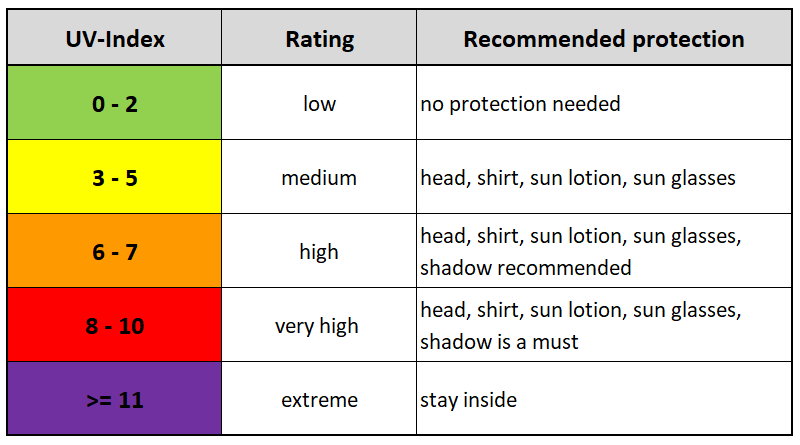 UV-Index Rating Recommended protection
0 - 2 low no protection needed
3 - 5 medium head, shirt, sun lotion, sun glasses
6 - 7 high head, shirt, sun lotion, sun glasses,
shadow recommended
8 - 10 very high head, shirt, sun lotion, sun glasses,
shadow is a must
>= 11 extreme stay inside